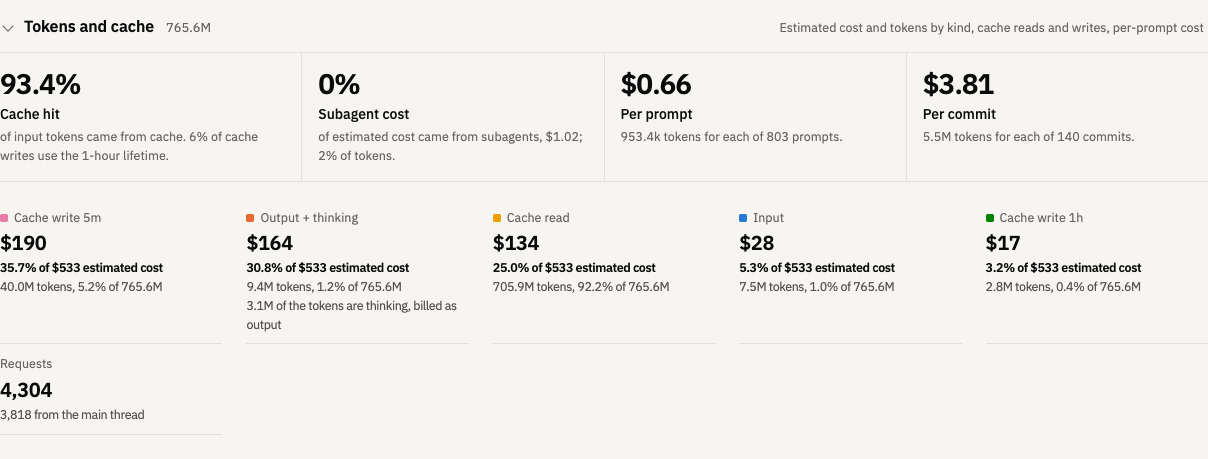 Tokens and cache 765.6M
Estimated cost and tokens by kind, cache reads and writes, per-prompt cost
93.4%
Cache hit
of input tokens came from cache. 6% of cache
writes use the 1-hour lifetime.
0%
Subagent cost
of estimated cost came from subagents, $1.02;
2% of tokens.
$0.66
Per prompt
953.4k tokens for each of 803 prompts.
$3.81
Per commit
5.5M tokens for each of 140 commits.
Cache write 5m
$190
35.7% of $533 estimated cost
40.0M tokens, 5.2% of 765.6M
Output + thinking
$164
30.8% of $533 estimated cost
9.4M tokens, 1.2% of 765.6M
3.1M of the tokens are thinking, billed as
output
Cache read
$134
25.0% of $533 estimated cost
705.9M tokens, 92.2% of 765.6M
Input
$28
5.3% of $533 estimated cost
7.5M tokens, 1.0% of 765.6M
Cache write 1h
$17
3.2% of $533 estimated cost
2.8M tokens, 0.4% of 765.6M
Requests
4,304
3,818 from the main thread